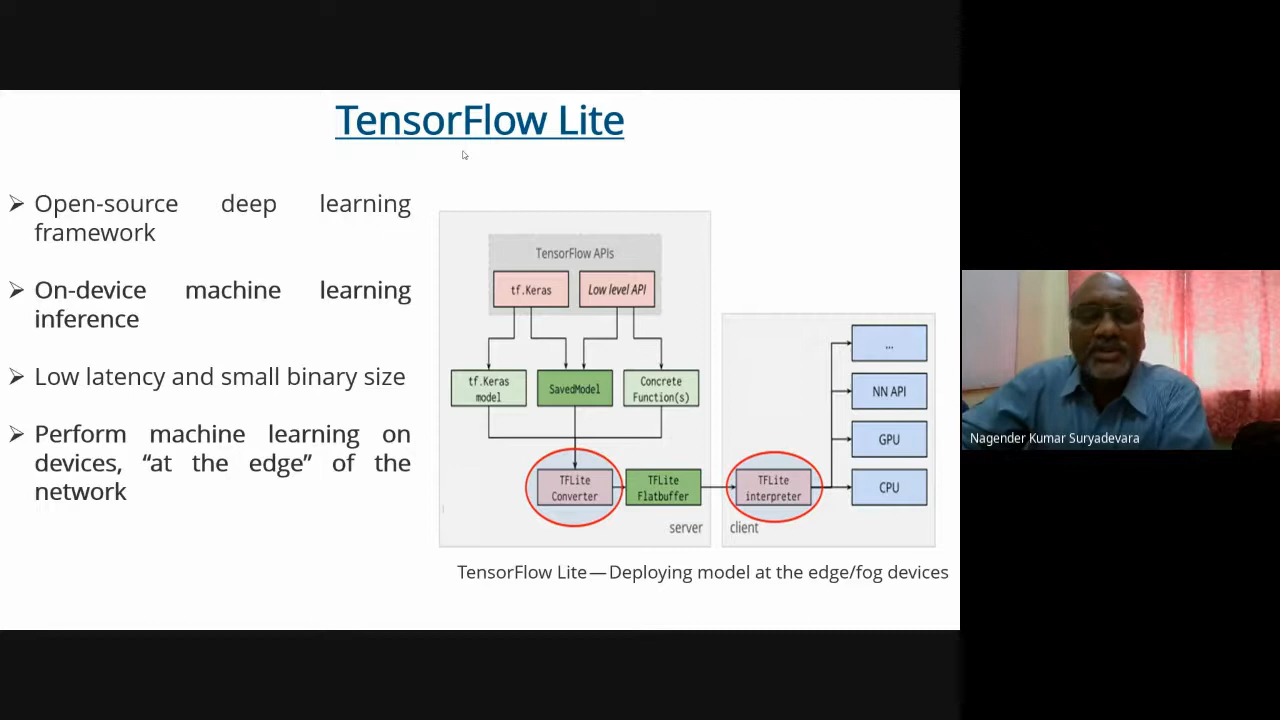 TensorFlow Lite
➢ Open-source deep learning
framework
➢ On-device machine learning
inference
➢ Low latency and small binary size
➢ Perform machine learning on
devices, “at the edge” of the
network
TensorFlow APIs
tf.Keras
Low level API
tf.Keras
model
SavedModel
Concrete
Function(s)
TFLite
Converter
TFLite
Flatbuffer
server
TFLite
interpreter
client
...
NN API
GPU
CPU
TensorFlow Lite — Deploying model at the edge/fog devices
Nagender Kumar Suryadevara